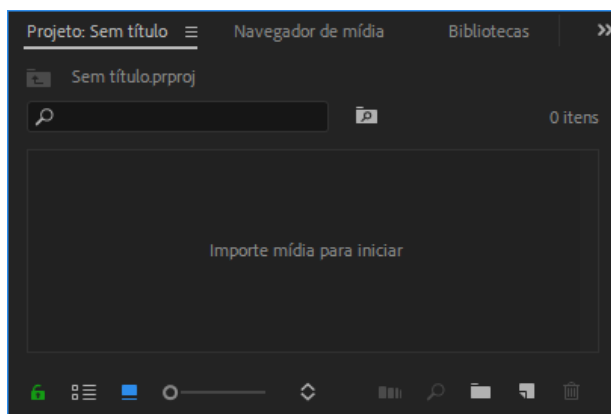 Projeto: Sem título Navegador de mídia Bibliotecas
Sem título.prproj
0 itens
Importe mídia para iniciar